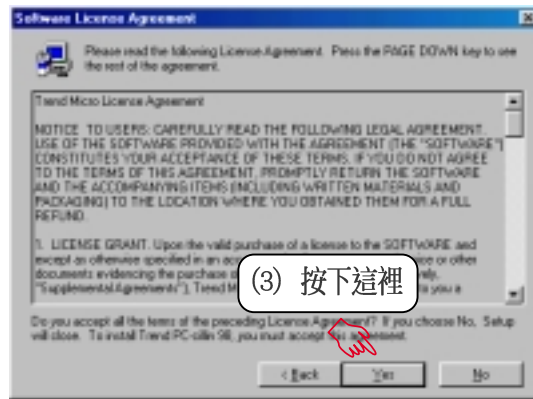 Software License Agreement
Please read the following License Agreement. Press the PAGE DOWN key to see
the rest of the agreement.
Trend Micro License Agreement
NOTICE TO USERS: CAREFULLY READ THE FOLLOWING LEGAL AGREEMENT.
USE OF THE SOFTWARE PROVIDED WITH THE AGREEMENT (THE "SOFTWARE")
CONSTITUTES YOUR ACCEPTANCE OF THESE TERMS. IF YOU DO NOT AGREE
TO THE TERMS OF THIS AGREEMENT, PROMPTLY RETURN THE SOFTWARE
AND THE ACCOMPANYING ITEMS (INCLUDING WRITTEN MATERIALS AND
PACKAGING) TO THE LOCATION WHERE YOU OBTAINED THEM FOR A FULL
REFUND.
1. LICENSE GRANT. Upon the valid purchase of a license to the SOFTWARE and
except as otherwise specified in an or other
documents evidencing the purchase
"Supplemental Agreements"), Trend to you a
(3) 按下這裡
Do you accept all the terms of the preceding License Agreement? If you choose No, Setup
will close. To install Trend PC-cillin 98, you must accept this agreement.
< Back
Yes
No